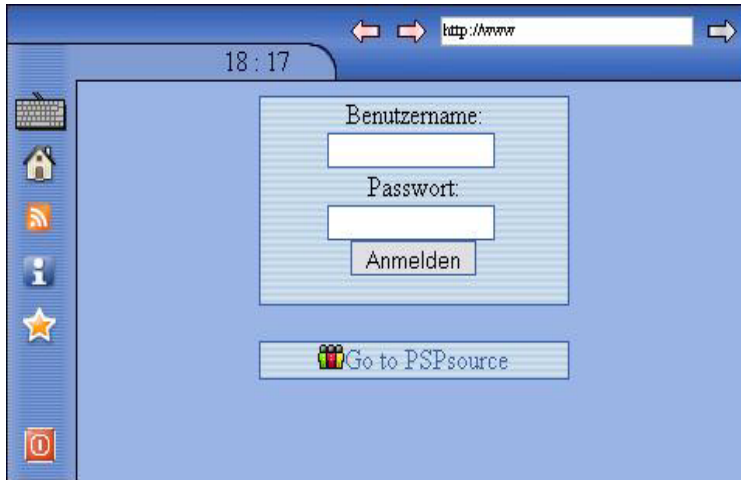 http://www
18 : 17
Benutzername:
Passwort:
Anmelden
Go to PSPsource